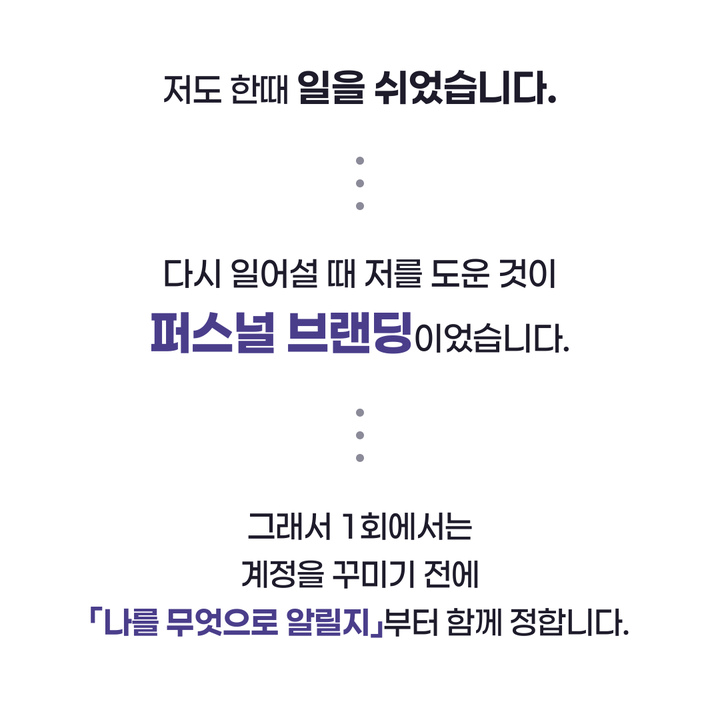 저도 한때 일을 쉬었습니다.
다시 일어설 때 저를 도운 것이
퍼스널 브랜딩이었습니다.
그래서 1회에서는
계정을 꾸미기 전에
「나를 무엇으로 알릴지」부터 함께 정합니다.